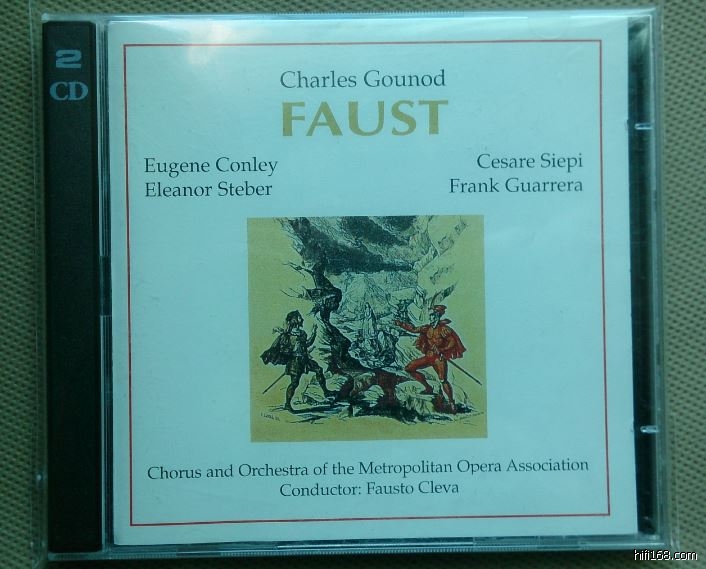 2
CD
Charles Gounod
FAUST
Eugene Conley
Eleanor Steber
Cesare Siepi
Frank Guarrera
Chorus and Orchestra of the Metropolitan Opera Association
Conductor: Fausto Cleva
hifi168.com